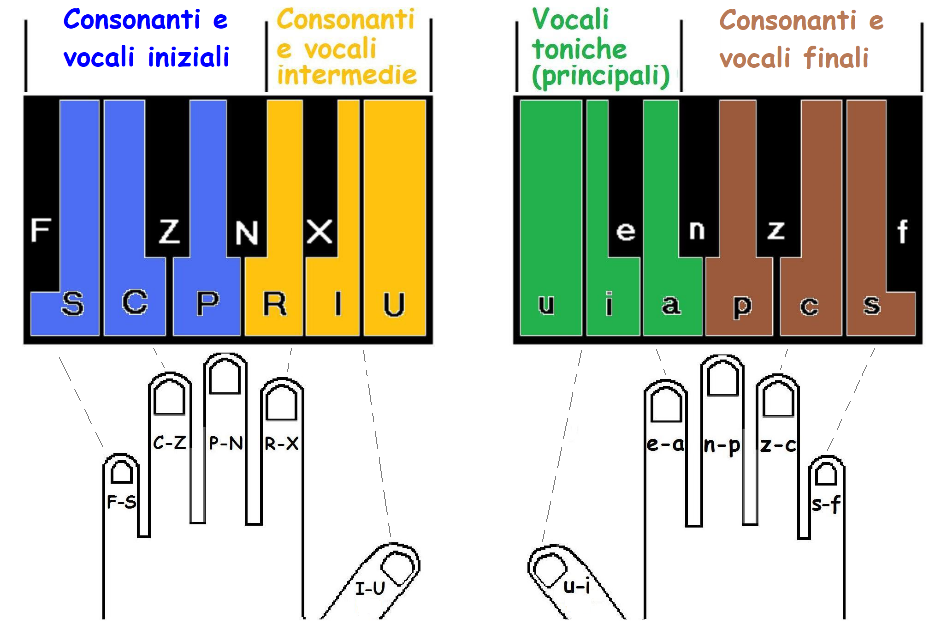 Consonanti e
vocali iniziali
Consonanti
e vocali
intermedie
Vocali
toniche
(principali)
Consonanti e
vocali finali
F Z N X
S C P R I U
e n z f
u i a p c s
F-S C-Z P-N R-X I-U
u-i e-a n-p z-c s-f